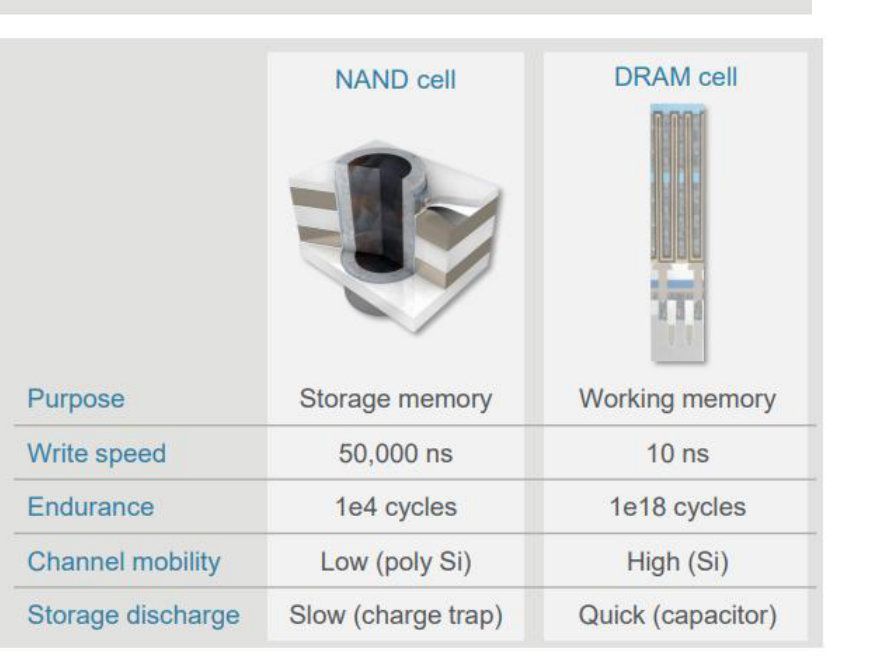 NAND cell DRAM cell
Purpose Storage memory Working memory
Write speed 50,000 ns 10 ns
Endurance 1e4 cycles 1e18 cycles
Channel mobility Low (poly Si) High (Si)
Storage discharge Slow (charge trap) Quick (capacitor)